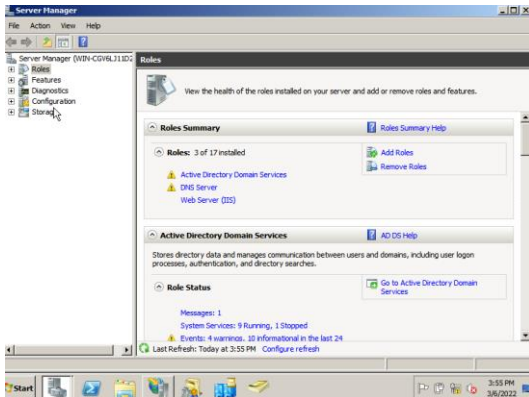 Server Manager
File Action View Help
Server Manager (WIN-CGV6LJ11D2
Roles
Features
Diagnostics
Configuration
Storag
Roles
View the health of the roles installed on your server and add or remove roles and features.
Roles Summary
Roles Summary Help
Roles: 3 of 17 installed
Add Roles
Remove Roles
Active Directory Domain Services
DNS Server
Web Server (IIS)
Active Directory Domain Services
AD DS Help
Stores directory data and manages communication between users and domains, including user logon
processes, authentication, and directory searches.
Role Status
Go to Active Directory Domain
Services
Messages: 1
System Services: 9 Running, 1 Stopped
Events: 4 warnings, 10 informational in the last 24
Last Refresh: Today at 3:55 PM Configure refresh
Start
3:55 PM
3/6/2022